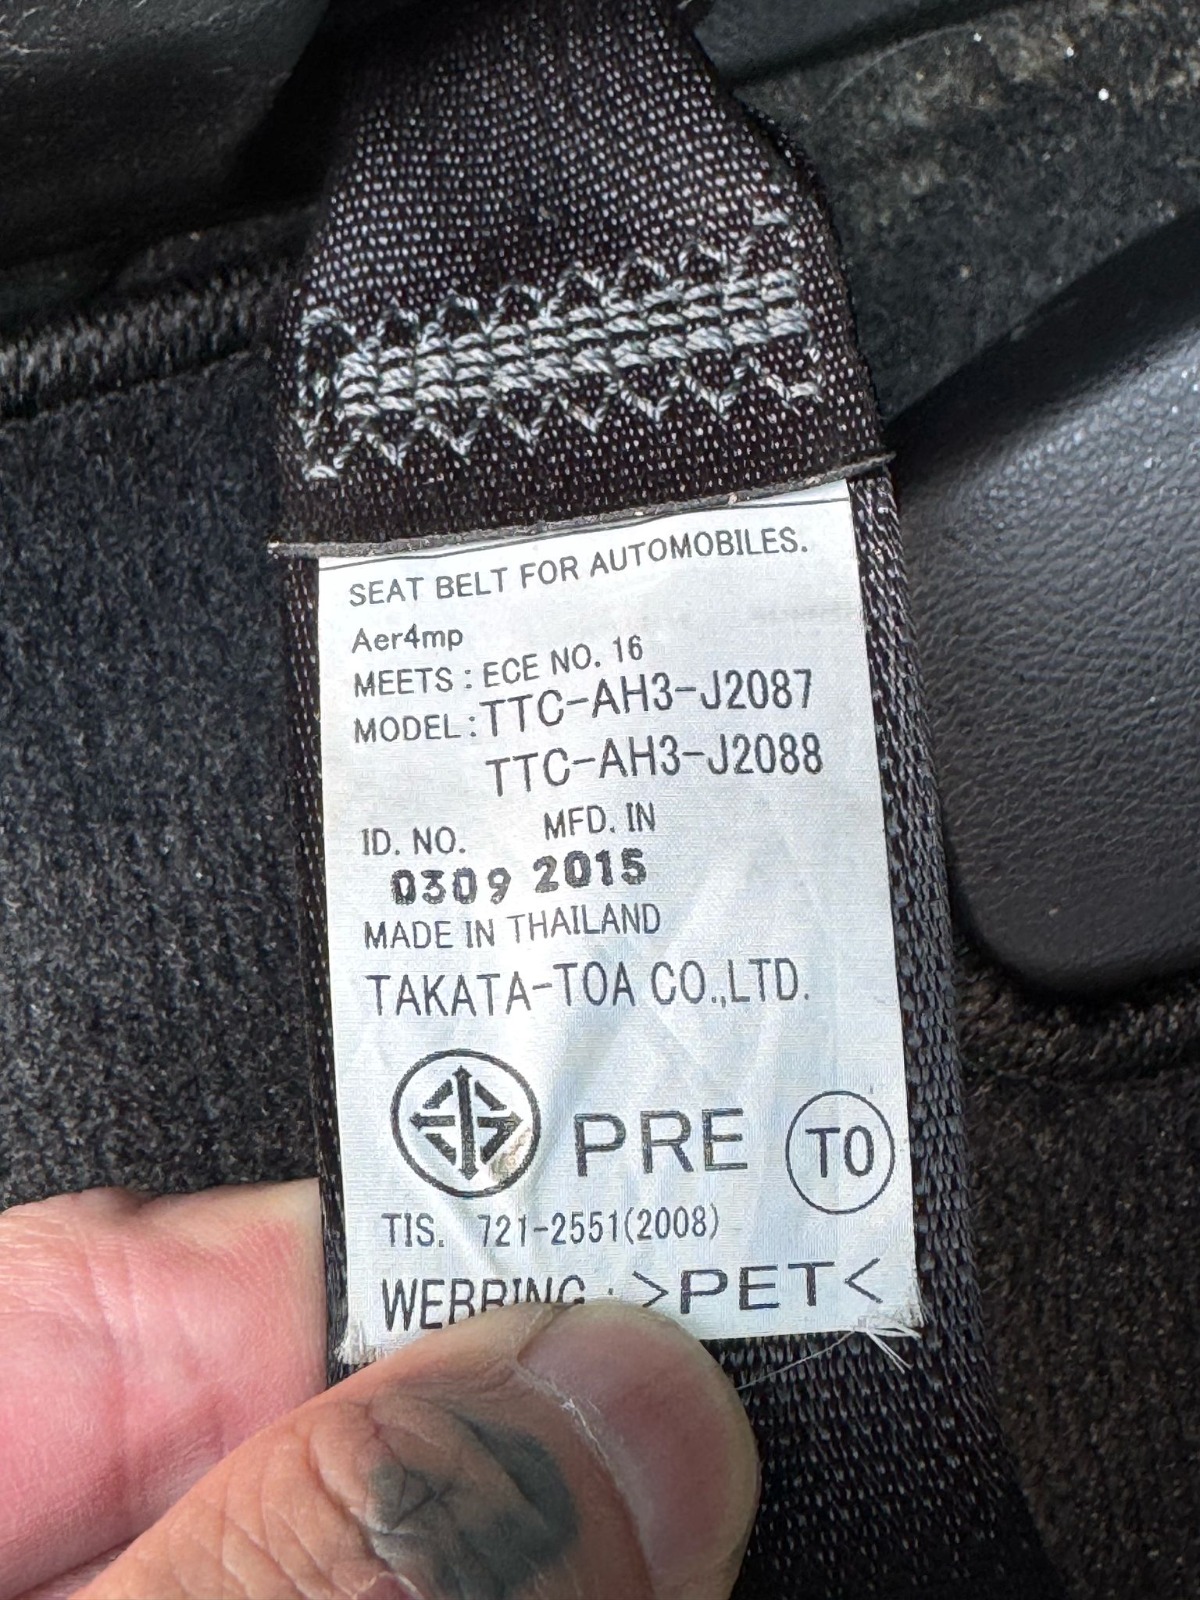 SEAT BELT FOR AUTOMOBILES.
Aer4mp
MEETS : ECE NO. 16
MODEL : TTC-AH3-J2087
TTC-AH3-J2088
ID. NO. MFD. IN
0309 2015
MADE IN THAILAND
TAKATA-TOA CO.,LTD.
PRE TO
TIS. 721-2551(2008)
WEBBING : >PET<